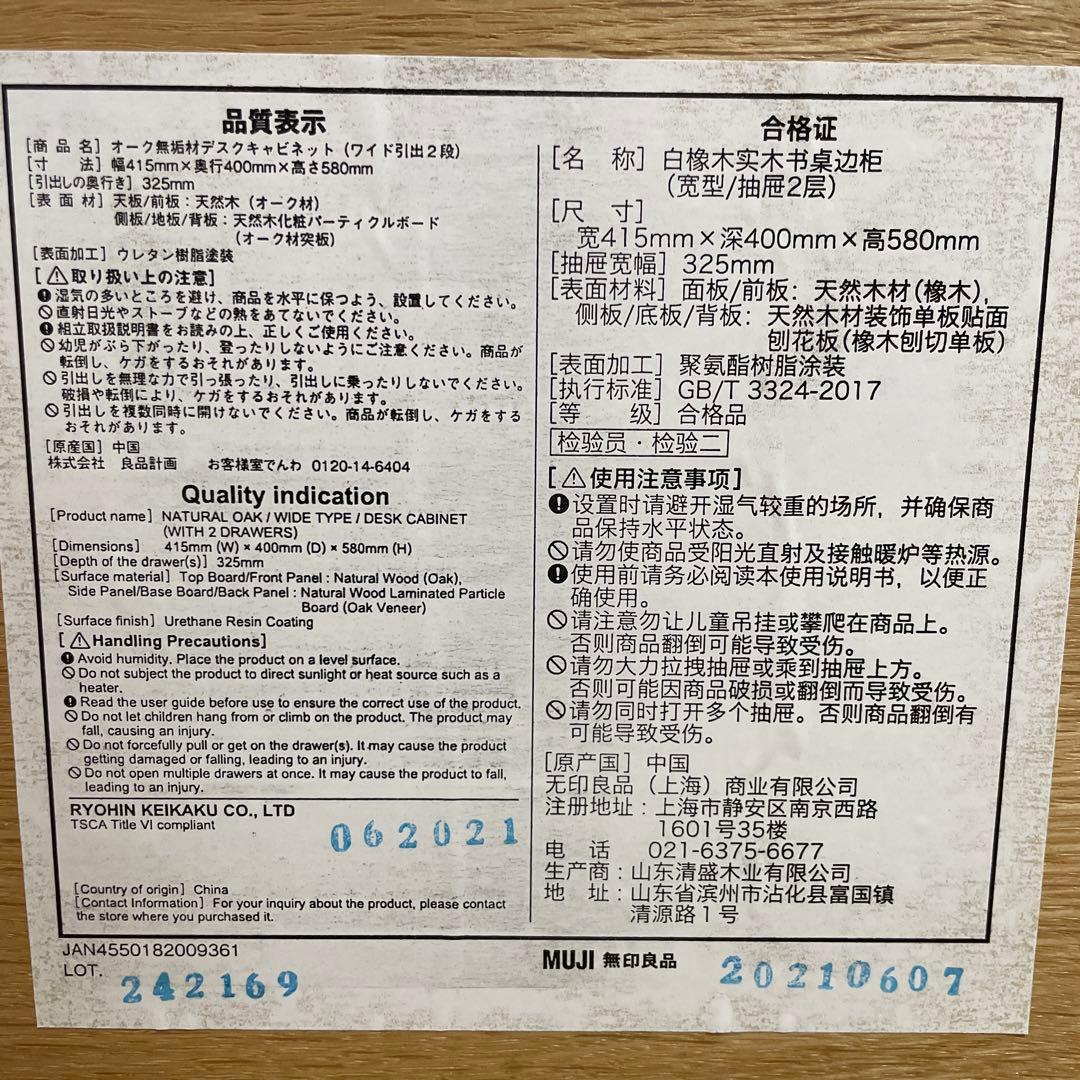 品質表示
[商品名] オーク無垢材デスクキャビネット (ワイド引出2段)
[寸　法] 幅415mm×奥行400mm×高さ580mm
[引出しの奥行き] 325mm
[表面材] 天板/前板:天然木 (オーク材)
側板/地板/背板:天然木化粧パーティクルボード
(オーク材突板)
[表面加工] ウレタン樹脂塗装
[⚠取り扱い上の注意]
湿気の多いところを避け、商品を水平に保つよう、設置してください。
直射日光やストーブなどの熱をあてないでください。
組立取扱説明書をお読みの上、正しくご使用ください。
幼児がぶら下がったり、登ったりしないようにご注意ください。商品が
転倒し、ケガをするおそれがあります。
引出しを無理な力で引っ張ったり、引出しに乗ったりしないでください。
破損や転倒により、ケガをするおそれがあります。
引出しを複数同時に開けないでください。商品が転倒し、ケガをする
おそれがあります。
[原産国] 中国
株式会社 良品計画 お客様室でんわ 0120-14-6404
Quality indication
[Product name] NATURAL OAK / WIDE TYPE / DESK CABINET
(WITH 2 DRAWERS)
[Dimensions] 415mm (W) × 400mm (D) × 580mm (H)
[Depth of the drawer(s)] 325mm
[Surface material] Top Board/Front Panel : Natural Wood (Oak),
Side Panel/Base Board/Back Panel : Natural Wood Laminated Particle
Board (Oak Veneer)
[Surface finish] Urethane Resin Coating
[⚠Handling Precautions]
Avoid humidity. Place the product on a level surface.
Do not subject the product to direct sunlight or heat source such as a
heater.
Read the user guide before use to ensure the correct use of the product.
Do not let children hang from or climb on the product. The product may
fall, causing an injury.
Do not forcefully pull or get on the drawer(s). It may cause the product
getting damaged or falling, leading to an injury.
Do not open multiple drawers at once. It may cause the product to fall,
leading to an injury.
RYOHIN KEIKAKU CO., LTD
TSCA Title VI compliant
062021
[Country of origin] China
[Contact Information] For your inquiry about the product, please contact
the store where you purchased it.
合格证
[名　称] 白橡木实木书桌边柜
(宽型/抽屉2层)
[尺　寸]
宽415mm×深400mm×高580mm
[抽屉宽幅] 325mm
[表面材料] 面板/前板：天然木材(橡木),
侧板/底板/背板：天然木材装饰单板贴面
刨花板(橡木刨切单板)
[表面加工] 聚氨酯树脂涂装
[执行标准] GB/T 3324-2017
[等　级] 合格品
检验员・检验二
[⚠使用注意事项]
设置时请避开湿气较重的场所，并确保商
品保持水平状态。
请勿使商品受阳光直射及接触暖炉等热源。
使用前请务必阅读本使用说明书，以便正
确使用。
请注意勿让儿童吊挂或攀爬在商品上。
否则商品翻倒可能导致受伤。
请勿大力拉拽抽屉或乘到抽屉上方。
否则可能因商品破损或翻倒而导致受伤。
请勿同时打开多个抽屉。否则商品翻倒有
可能导致受伤。
[原产国] 中国
无印良品（上海）商业有限公司
注册地址：上海市静安区南京西路
1601号35楼
电　话 021-6375-6677
生产商：山东清盛木业有限公司
地　址：山东省滨州市沾化县富国镇
清源路1号
JAN4550182009361
LOT. 242169
MUJI 無印良品
20210607